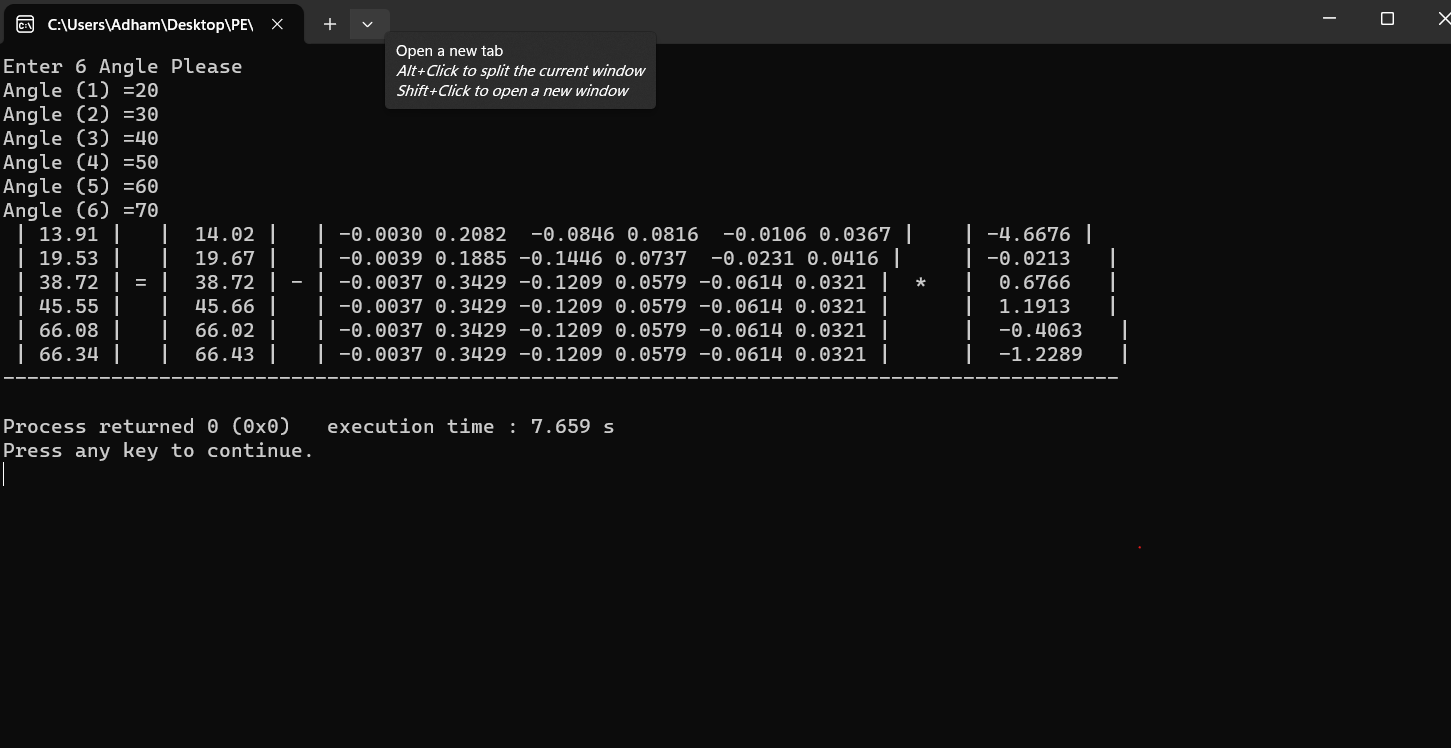 C:\Users\Adham\Desktop\PE\
Open a new tab
Alt+Click to split the current window
Shift+Click to open a new window
Enter 6 Angle Please
Angle (1) =20
Angle (2) =30
Angle (3) =40
Angle (4) =50
Angle (5) =60
Angle (6) =70
| 13.91 |   |  14.02 |   | -0.0030 0.2082  -0.0846 0.0816  -0.0106 0.0367 |    | -4.6676 |
| 19.53 |   |  19.67 |   | -0.0039 0.1885 -0.1446 0.0737  -0.0231 0.0416 |     | -0.0213   |
| 38.72 | = |  38.72 | - | -0.0037 0.3429 -0.1209 0.0579 -0.0614 0.0321 |  *   |  0.6766   |
| 45.55 |   |  45.66 |   | -0.0037 0.3429 -0.1209 0.0579 -0.0614 0.0321 |      |  1.1913   |
| 66.08 |   |  66.02 |   | -0.0037 0.3429 -0.1209 0.0579 -0.0614 0.0321 |      |  -0.4063   |
| 66.34 |   |  66.43 |   | -0.0037 0.3429 -0.1209 0.0579 -0.0614 0.0321 |      |  -1.2289   |
---------------------------------------------------------------------------------------------
Process returned 0 (0x0)   execution time : 7.659 s
Press any key to continue.